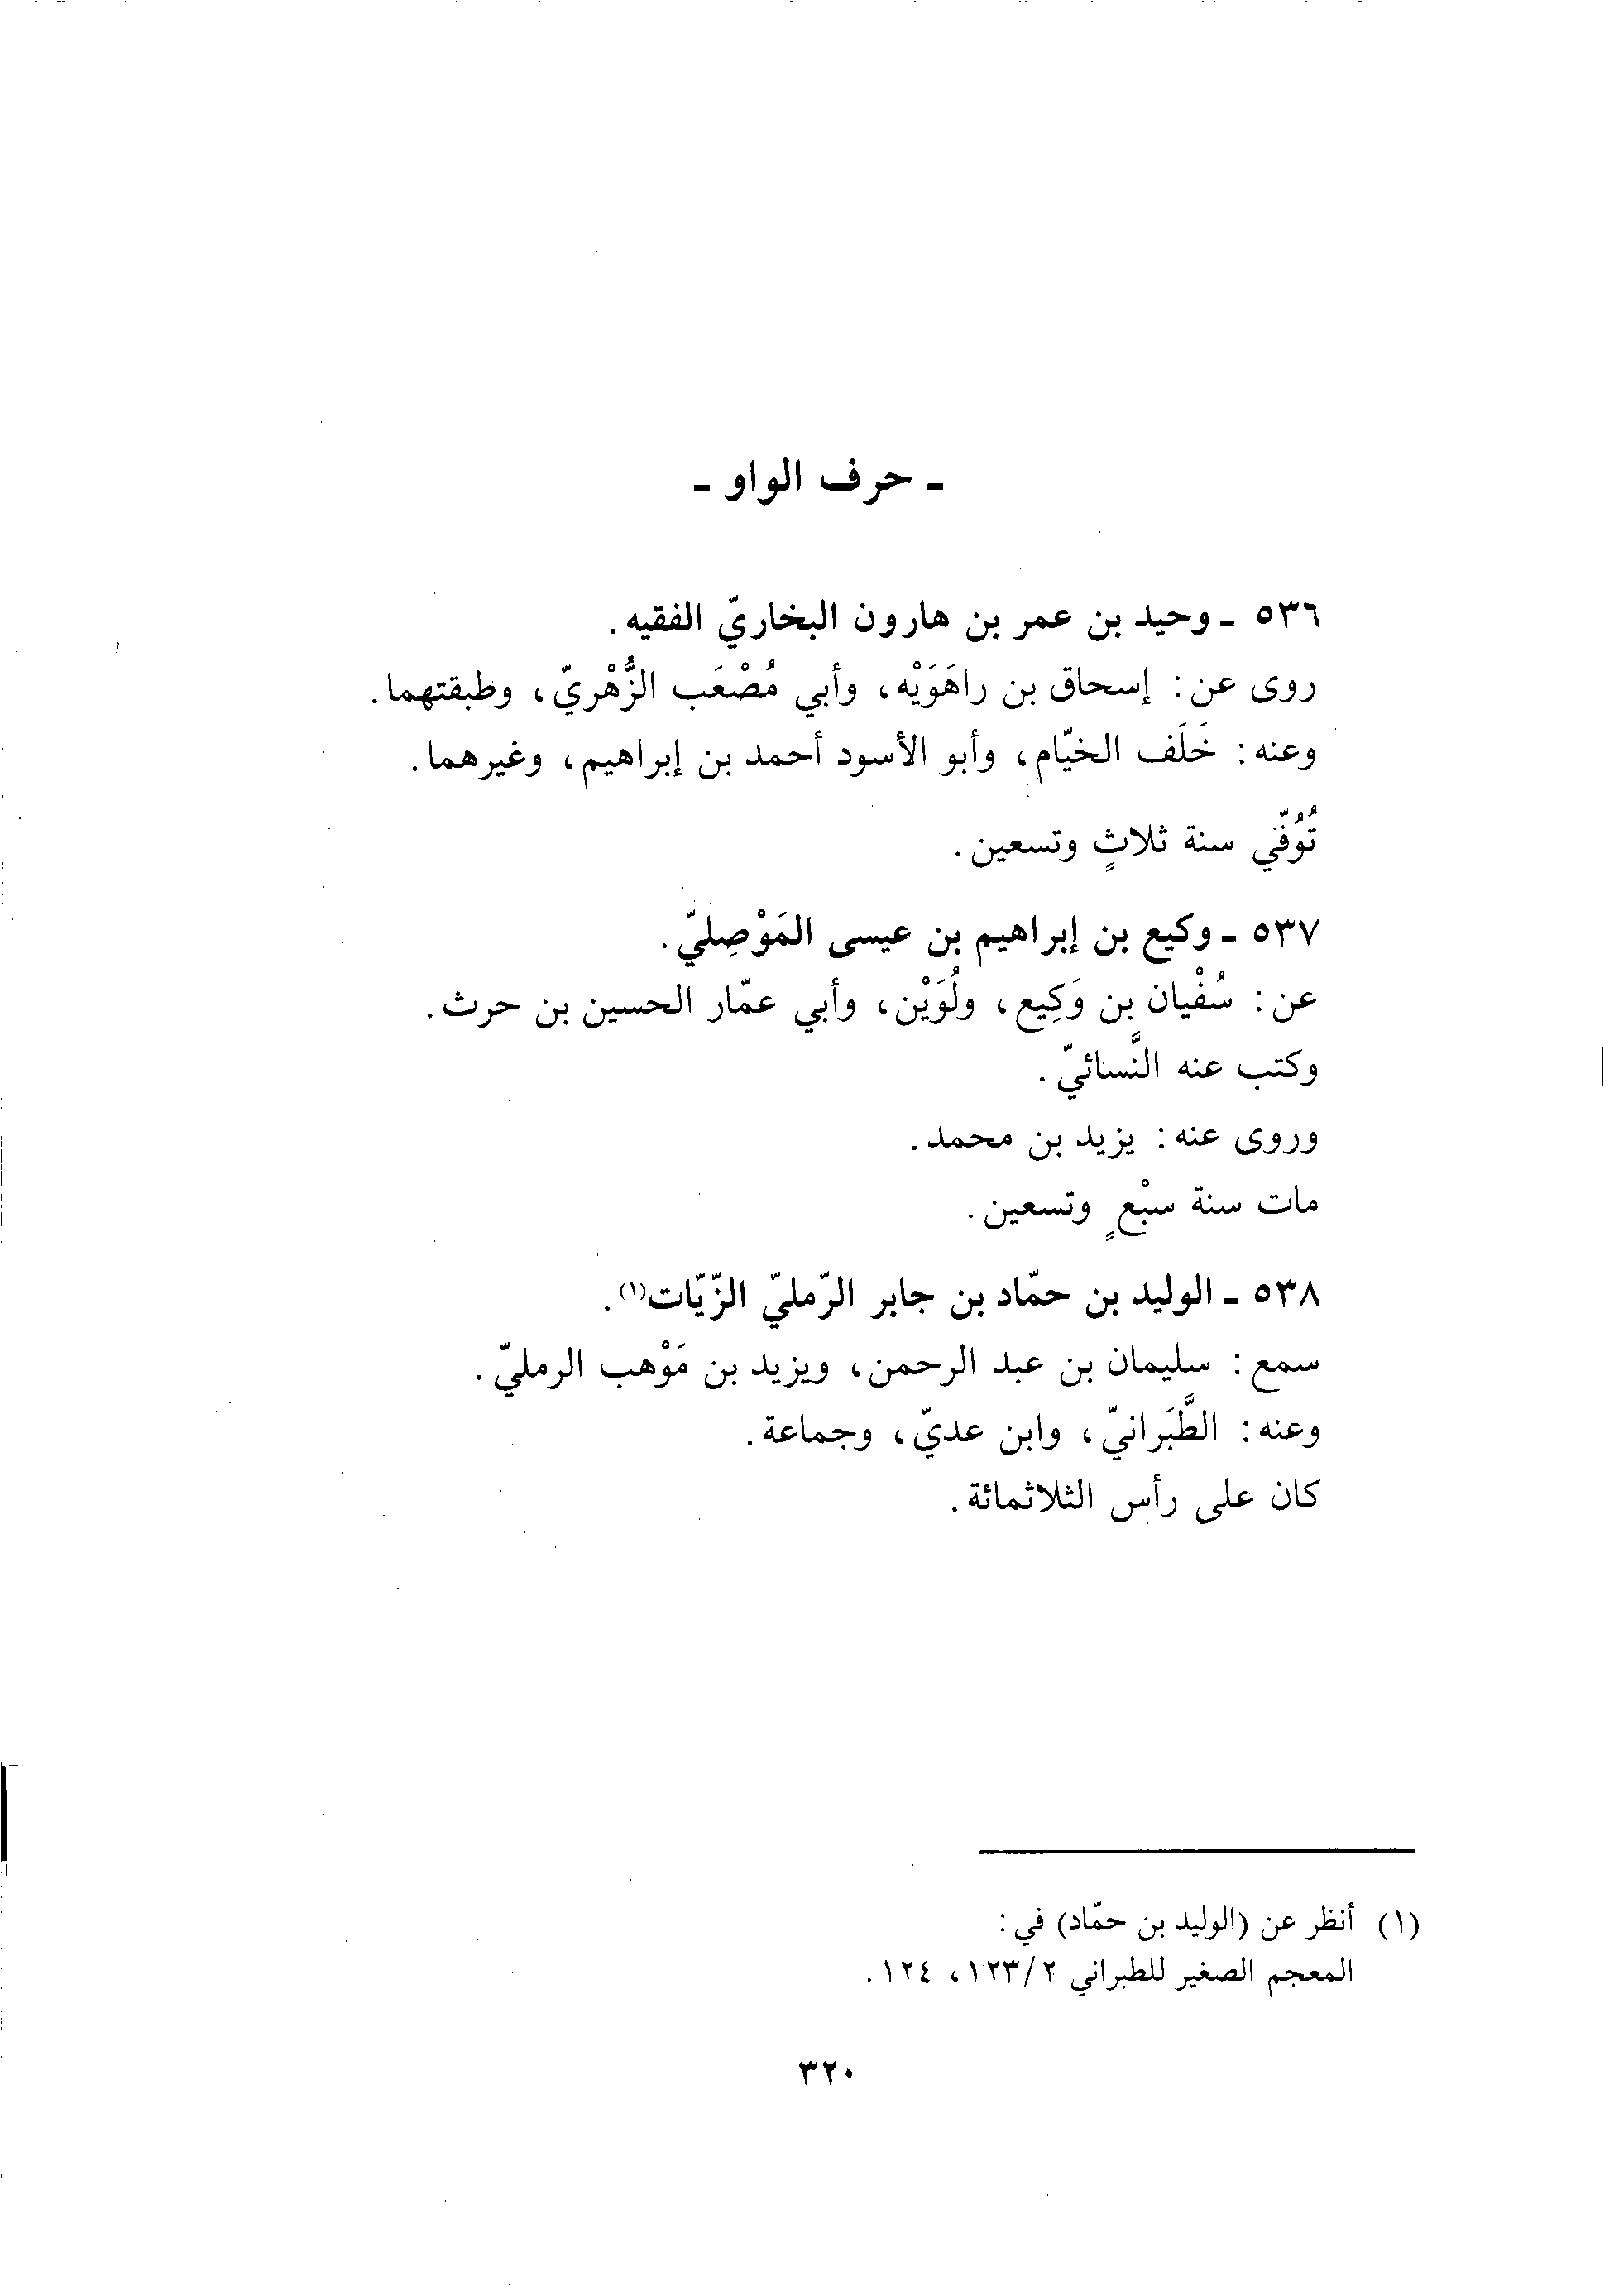 - حرف الواو -
٥٣٦ - وحيد بن عمر بن هارون البخاريّ الفقيه.
روى عن: إسحاق بن راهَوَيْه، وأبي مُصْعَب الزُّهْريّ، وطبقتهما.
وعنه: خَلَف الخيّام، وأبو الأسود أحمد بن إبراهيم، وغيرهما.
تُوُفّي سنة ثلاثٍ وتسعين.
٥٣٧ - وكيع بن إبراهيم بن عيسى المَوْصِليّ.
عن: سُفْيان بن وَكِيع، ولُوَيْن، وأبي عمّار الحسين بن حرث.
وكتب عنه النَّسائيّ.
وروى عنه: يزيد بن محمد.
مات سنة سبْعٍ وتسعين.
٥٣٨ - الوليد بن حمّاد بن جابر الرّمليّ الزّيّات(١).
سمع: سليمان بن عبد الرحمن، ويزيد بن مَوْهب الرمليّ.
وعنه: الطَّبَرانيّ، وابن عديّ، وجماعة.
كان على رأس الثلاثمائة.
(١) أنظر عن (الوليد بن حمّاد) في:
المعجم الصغير للطبراني ٢/١٢٣، ١٢٤.
٣٢٠